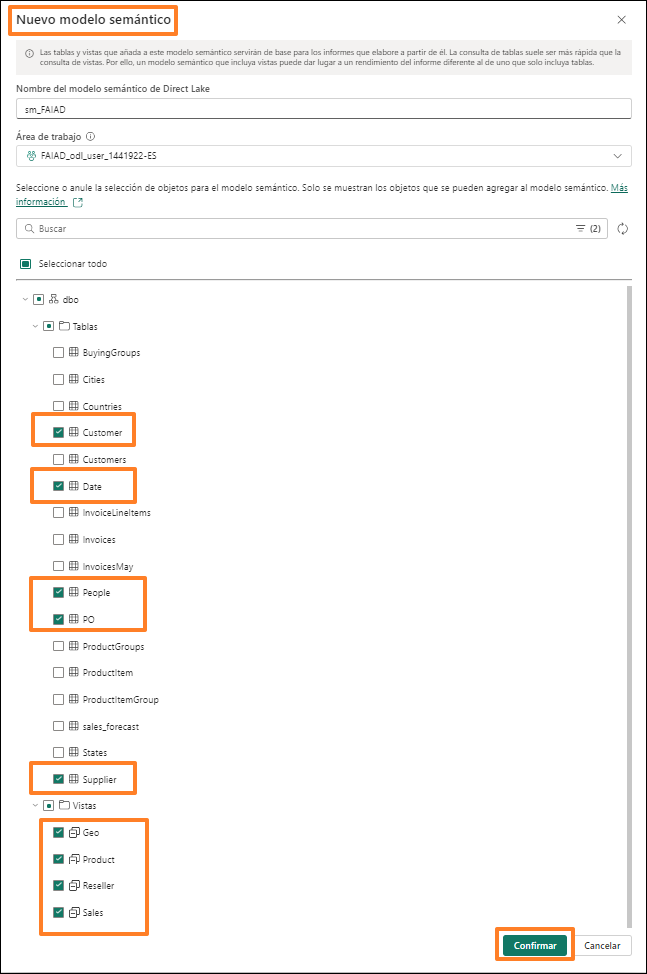 Nuevo modelo semántico
Las tablas y vistas que añada a este modelo semántico servirán de base para los informes que elabore a partir de él. La consulta de tablas suele ser más rápida que la
consulta de vistas. Por ello, un modelo semántico que incluya vistas puede dar lugar a un rendimiento del informe diferente al de uno que solo incluya tablas.
Nombre del modelo semántico de Direct Lake
sm_FAIAD
Área de trabajo
FAIAD_odl_user_1441922-ES
Seleccione o anule la selección de objetos para el modelo semántico. Solo se muestran los objetos que se pueden agregar al modelo semántico. Más
información
Buscar (2)
Seleccionar todo
dbo
Tablas
BuyingGroups
Cities
Countries
Customer
Customers
Date
InvoiceLineItems
Invoices
InvoicesMay
People
PO
ProductGroups
ProductItem
ProductItemGroup
sales_forecast
States
Supplier
Vistas
Geo
Product
Reseller
Sales
Confirmar Cancelar